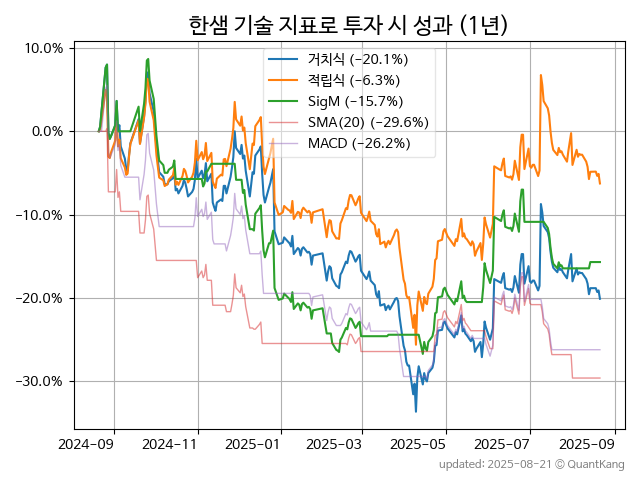 한샘 기술 지표로 투자 시 성과 (1년)
거치식 (−20.1%)
적립식 (−6.3%)
SigM (−15.7%)
SMA(20) (−29.6%)
MACD (−26.2%)
10.0%
0.0%
−10.0%
−20.0%
−30.0%
2024-09 2024-11 2025-01 2025-03 2025-05 2025-07 2025-09
updated: 2025-08-21 © QuantKang